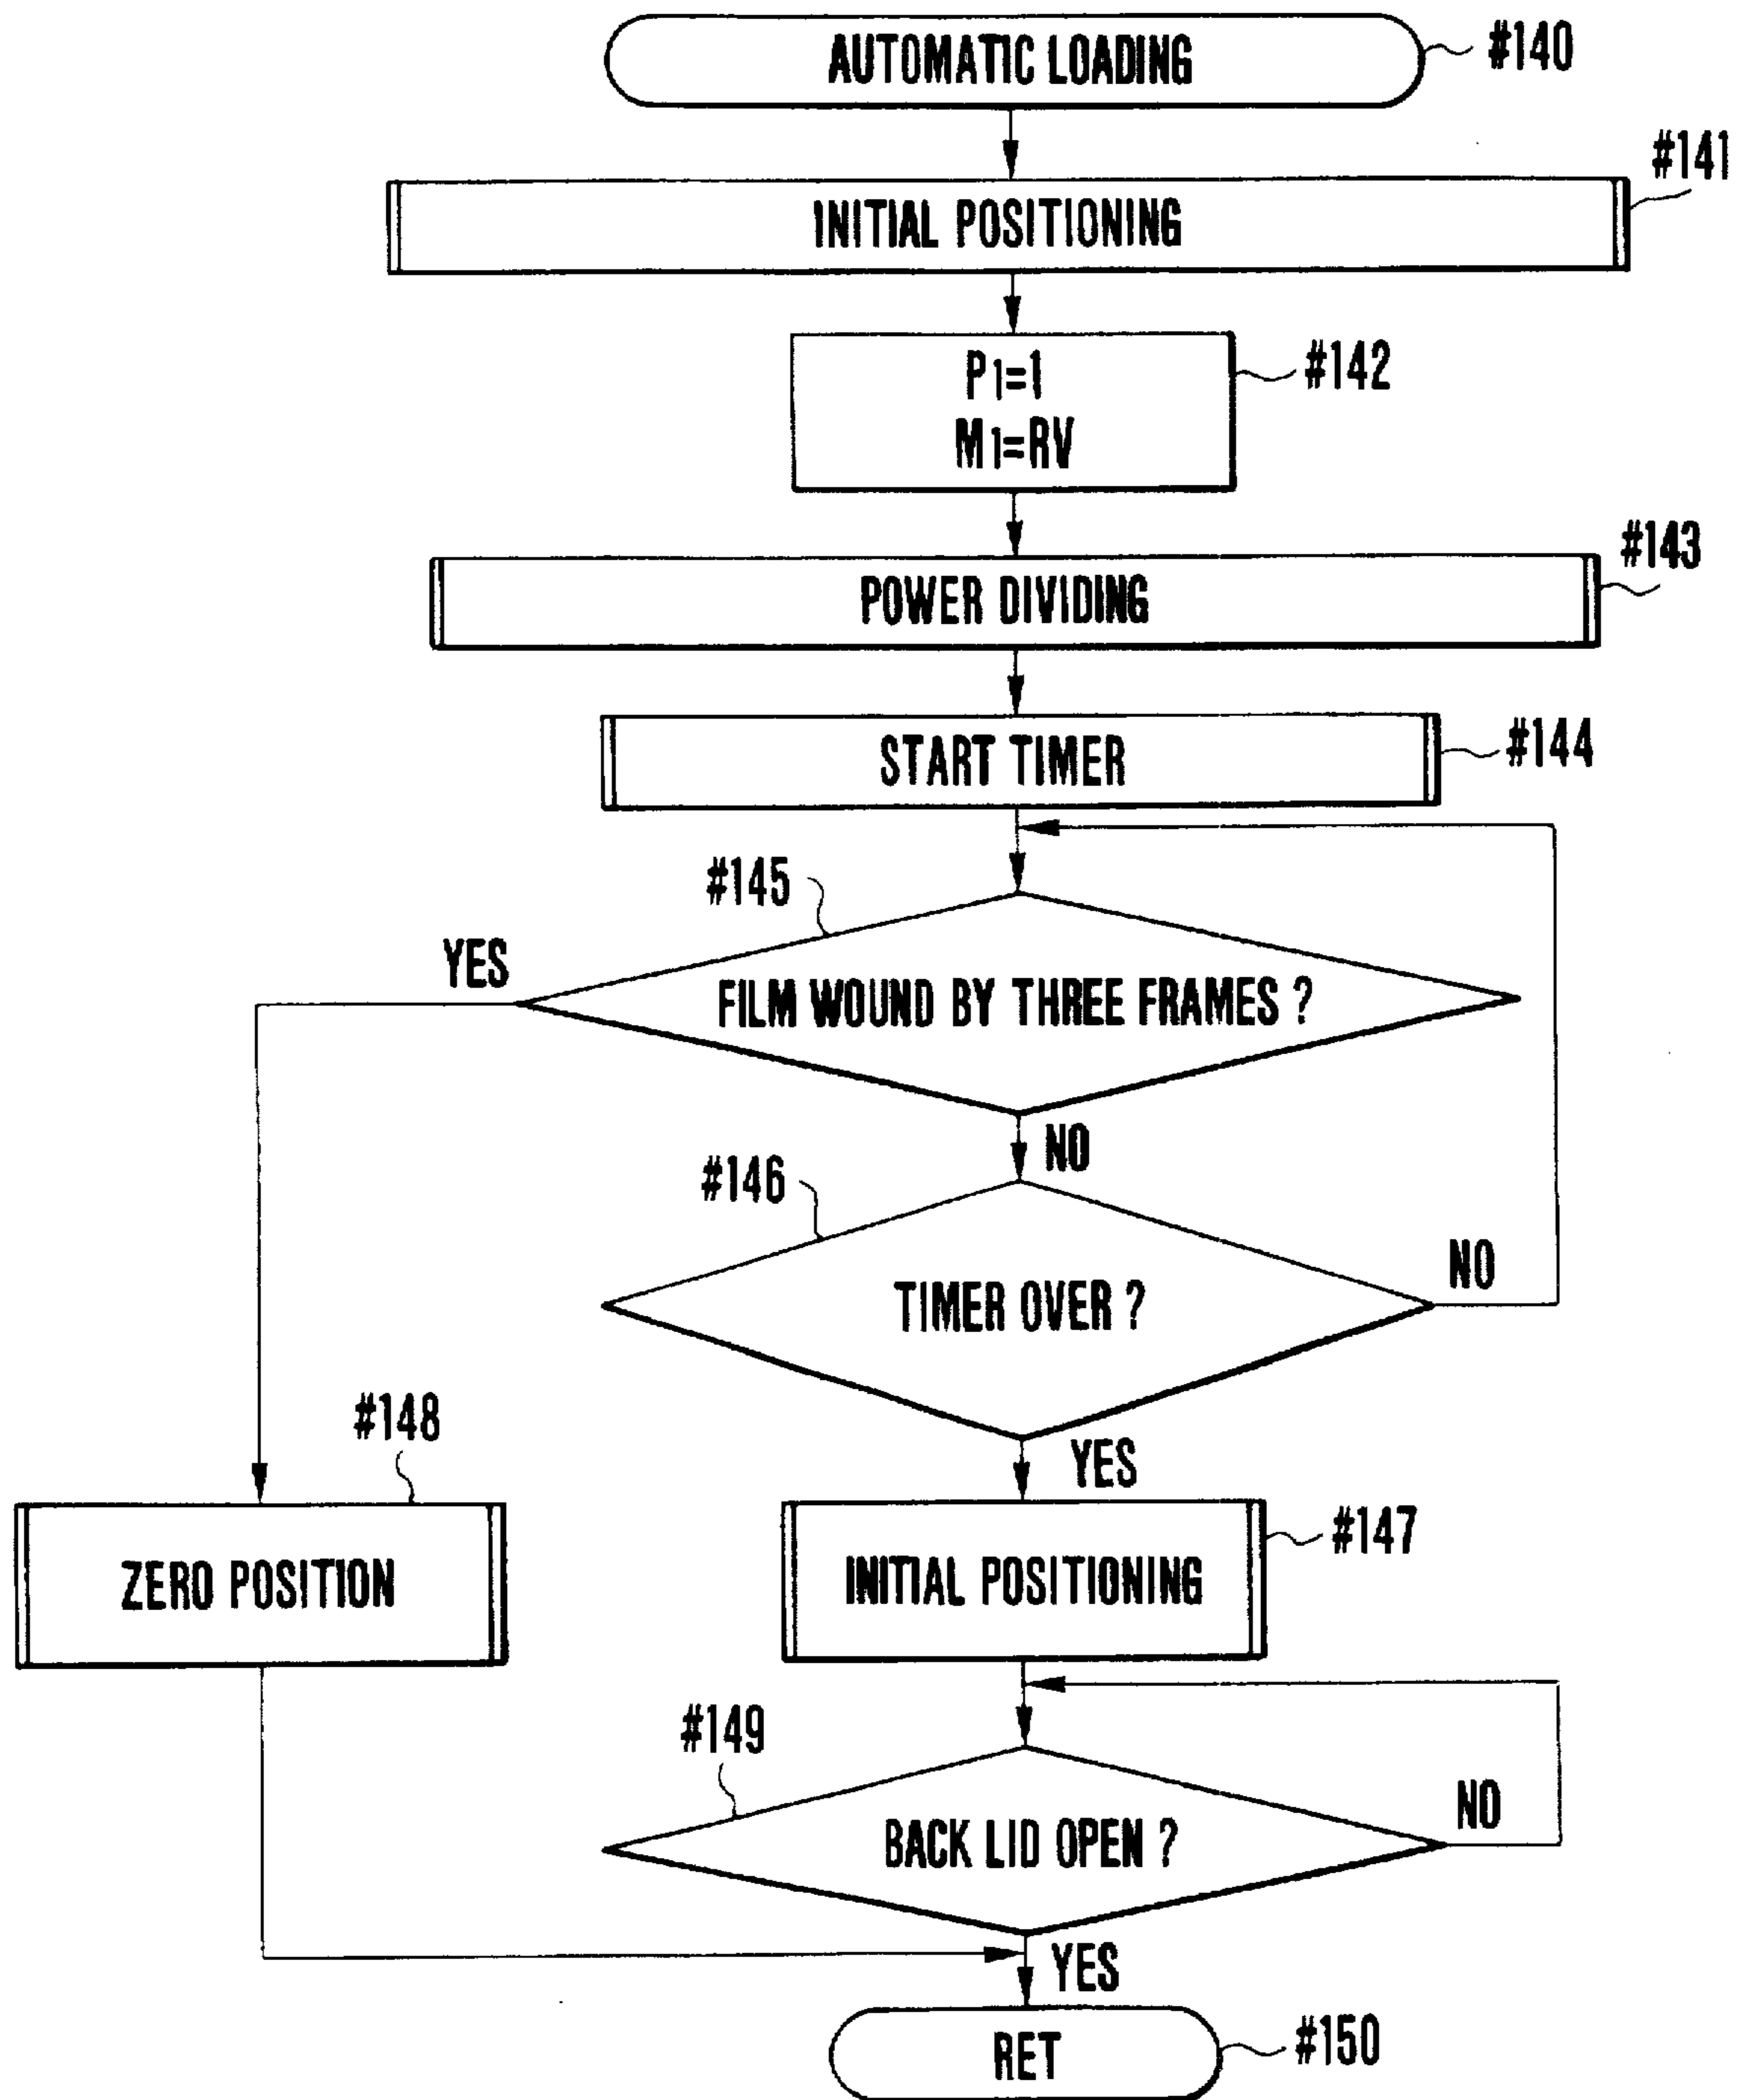 AUTOMATIC LOADING
#140
#141
INITIAL POSITIONING
P1=1
M1=RV
#142
#143
POWER DIVIDING
START TIMER
#144
#145
YES
FILM WOUND BY THREE FRAMES ?
NO
#146
NO
TIMER OVER ?
YES
#148
ZERO POSITION
#147
INITIAL POSITIONING
#149
NO
BACK LID OPEN ?
YES
RET
#150